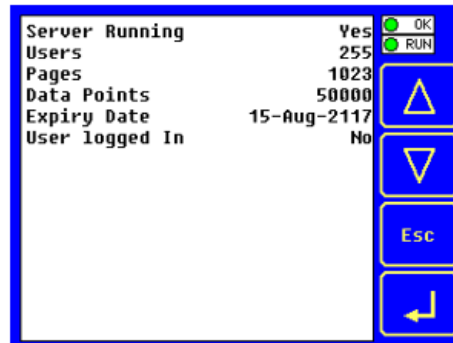 Server Running Yes
Users 255
Pages 1023
Data Points 50000
Expiry Date 15-Aug-2117
User logged In No
OK
RUN
Esc